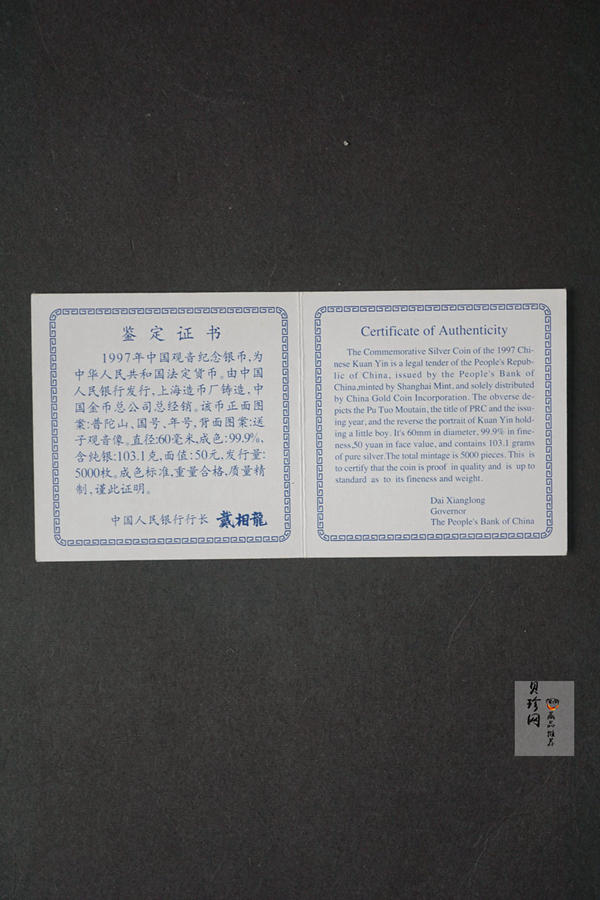 鉴定证书
1997年中国观音纪念银币,为
中华人民共和国法定货币。由中国
人民银行发行,上海造币厂铸造,中
国金币总公司总经销。该币正面图
案:普陀山、国号、年号,背面图案:送
子观音像。直径:60毫米,成色:99.9%,
含纯银:103.1克,面值:50元,发行量:
5000枚。成色标准,重量合格,质量精
制、谨此证明。
中国人民银行行长 戴相龍
Certificate of Authenticity
The Commemorative Silver Coin of the 1997 Chi-
nese Kuan Yin is a legal tender of the People's Repub-
lic of China, issued by the People's Bank of
China,minted by Shanghai Mint, and solely distributed
by China Gold Coin Incorporation. The obverse de-
picts the Pu Tuo Moutain, the title of PRC and the issu-
ing year, and the reverse the portrait of Kuan Yin hold-
ing a little boy. It's 60mm in diameter, 99.9% in fine-
ness,50 yuan in face value, and contains 103.1 grams
of pure silver.The total mintage is 5000 pieces. This is
to certify that the coin is proof in quality and is up to
standard as to its fineness and weight.
Dai Xianglong
Governor
The People's Bank of China
珍网
藏品推荐